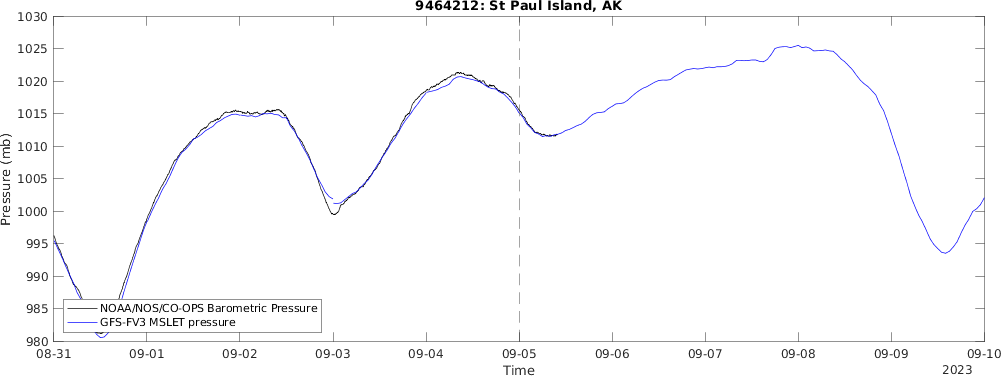 9464212: St Paul Island, AK
Pressure (mb)
1030
1025
1020
1015
1010
1005
1000
995
990
985
980
NOAA/NOS/CO-OPS Barometric Pressure
GFS-FV3 MSLET pressure
08-31 09-01 09-02 09-03 09-04 09-05 09-06 09-07 09-08 09-09 09-10
Time
2023